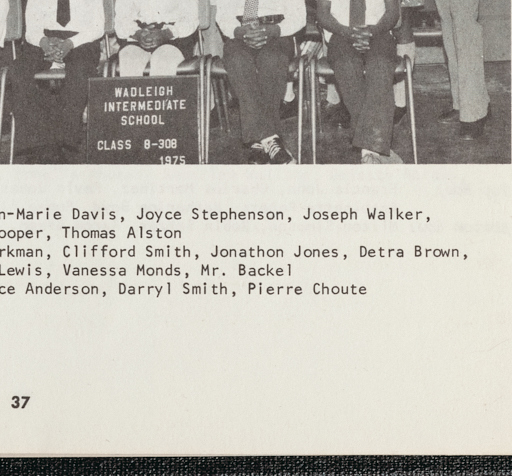 WADLEIGH
INTERMEDIATE
SCHOOL
CLASS 8-308
1975
n-Marie Davis, Joyce Stephenson, Joseph Walker,
ooper, Thomas Alston
rkman, Clifford Smith, Jonathon Jones, Detra Brown,
Lewis, Vanessa Monds, Mr. Backel
ce Anderson, Darryl Smith, Pierre Choute
37